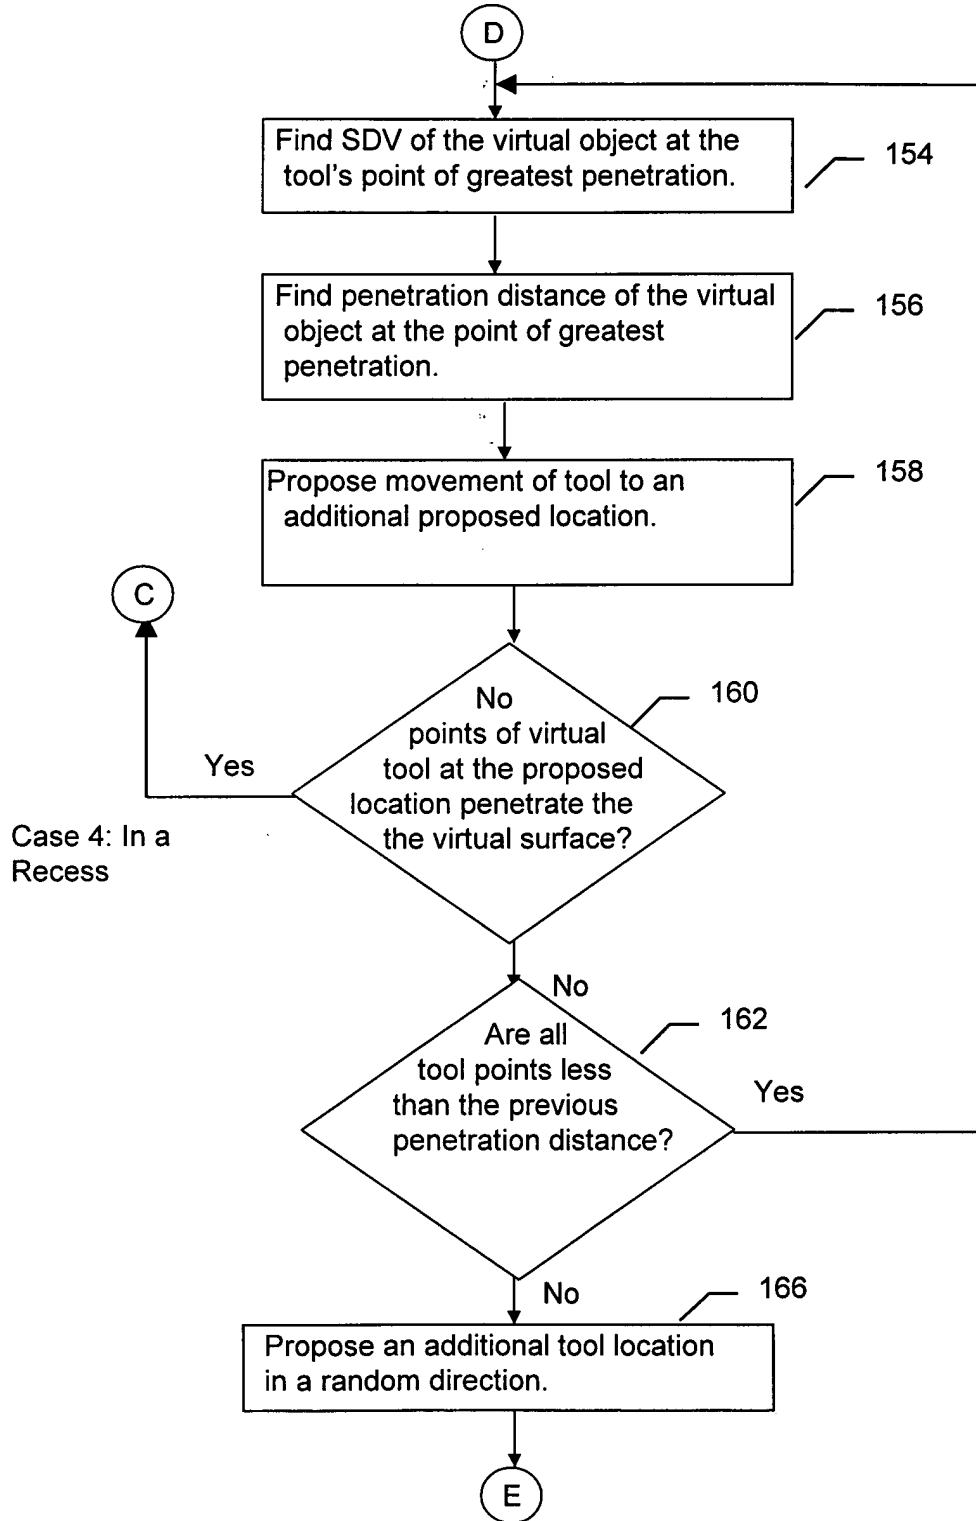 D
Find SDV of the virtual object at the
tool's point of greatest penetration.
154
Find penetration distance of the virtual
object at the point of greatest
penetration.
156
Propose movement of tool to an
additional proposed location.
158
C
No
points of virtual
tool at the proposed
location penetrate the
the virtual surface?
160
Yes
Case 4: In a
Recess
No
Are all
tool points less
than the previous
penetration distance?
162
Yes
No
Propose an additional tool location
in a random direction.
166
E